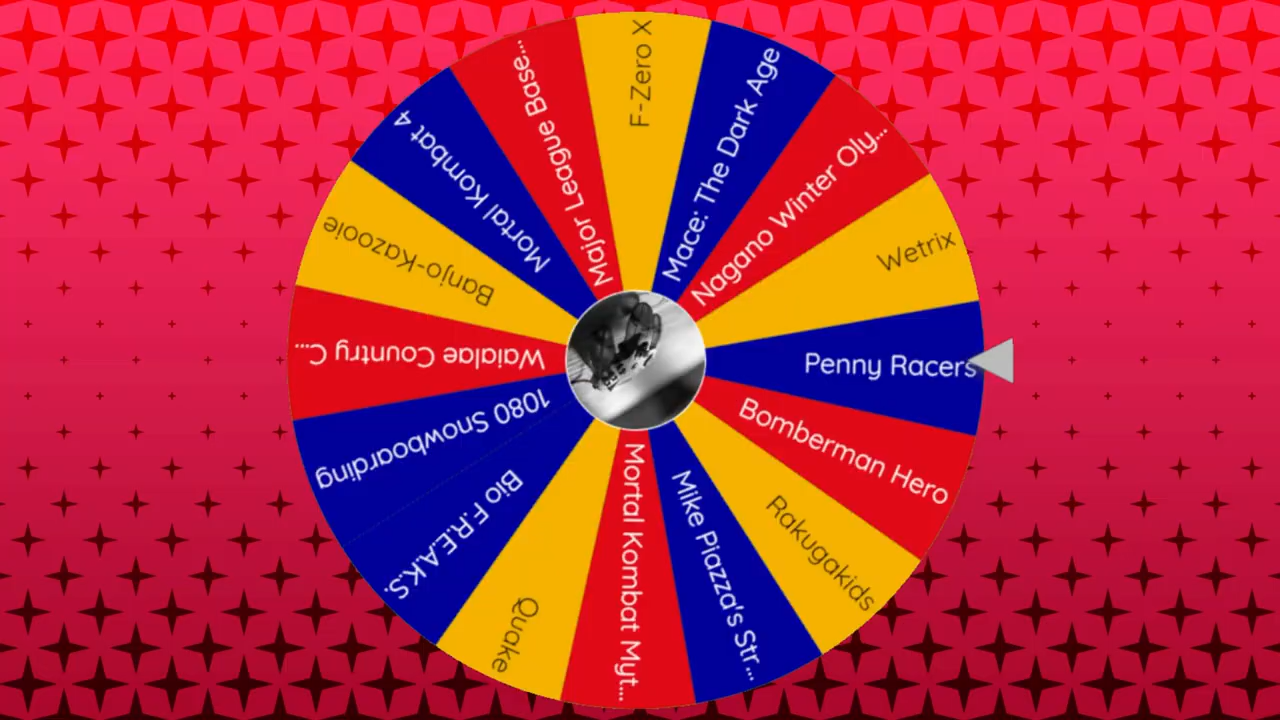 F-Zero X
Mace: The Dark Age
Nagano Winter Oly...
Wetrix
Penny Racers
Bomberman Hero
Rakugakids
Mike Piazza's Str...
Mortal Kombat Myt...
Quake
Bio F.R.E.A.K.S.
1080 Snowboarding
Waialae Country C...
Banjo-Kazooie
Mortal Kombat 4
Major League Base...